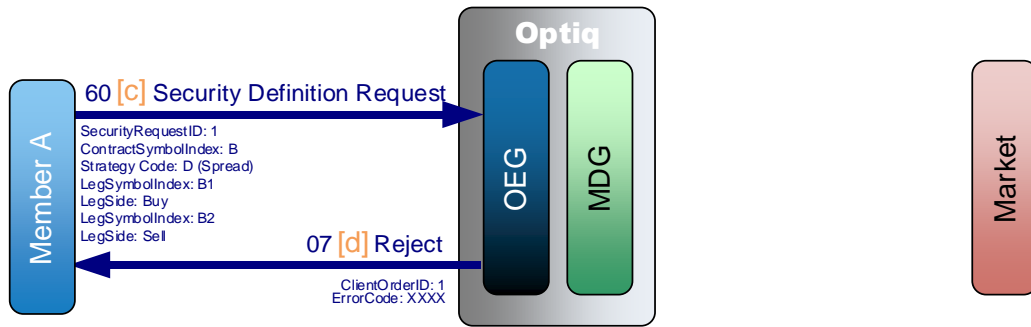 Optiq
60 [c] Security Definition Request
SecurityRequestID: 1
ContractSymbolIndex: B
Strategy Code: D (Spread)
LegSymbolIndex: B1
LegSide: Buy
LegSymbolIndex: B2
LegSide: Sell
07 [d] Reject
ClientOrderID: 1
ErrorCode: XXXX
Member A
OEG
MDG
Market